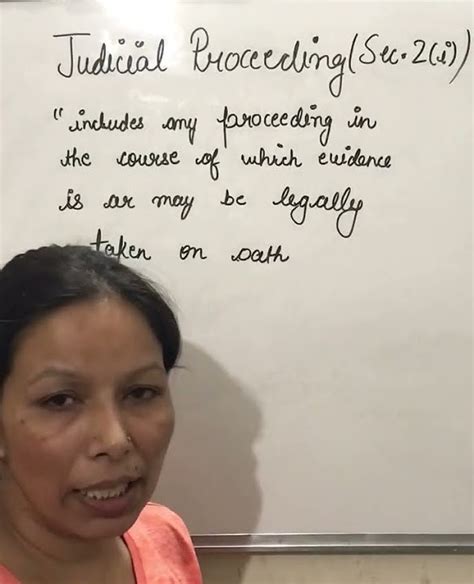 Judicial Proceeding (Sec. 2(i))
"includes any proceeding in
the course of which evidence
is or may be legally
taken on oath